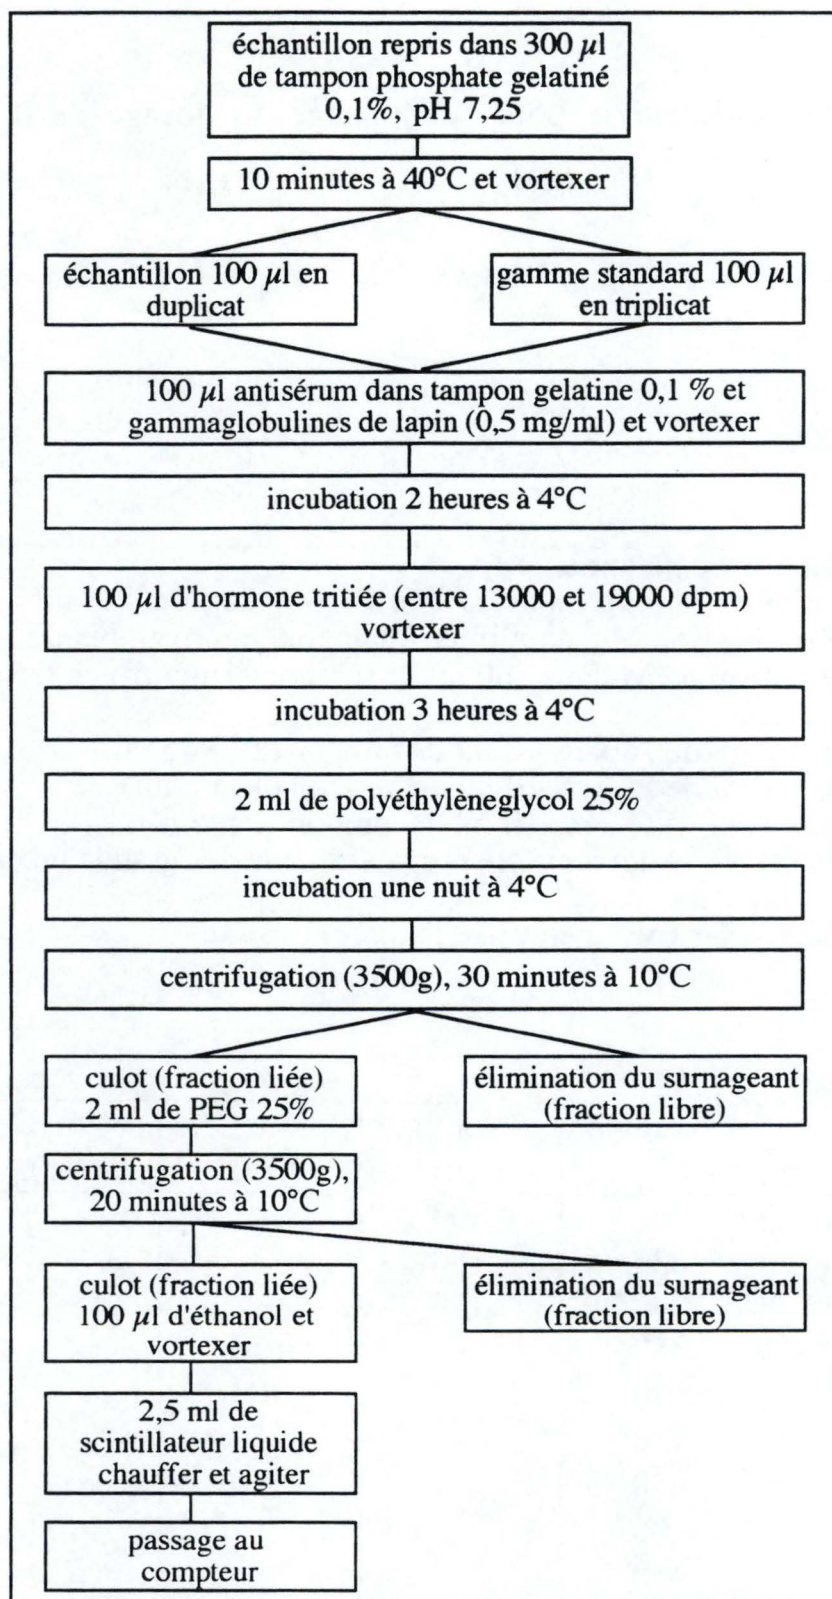 échantillon repris dans 300 µl
de tampon phosphate gelatiné
0,1%, pH 7,25
10 minutes à 40°C et vortexer
échantillon 100 µl en
duplicat
gamme standard 100 µl
en triplicat
100 µl antisérum dans tampon gelatine 0,1 % et
gammaglobulines de lapin (0,5 mg/ml) et vortexer
incubation 2 heures à 4°C
100 µl d'hormone tritiée (entre 13000 et 19000 dpm)
vortexer
incubation 3 heures à 4°C
2 ml de polyéthylèneglycol 25%
incubation une nuit à 4°C
centrifugation (3500g), 30 minutes à 10°C
culot (fraction liée)
2 ml de PEG 25%
élimination du surnageant
(fraction libre)
centrifugation (3500g),
20 minutes à 10°C
culot (fraction liée)
100 µl d'éthanol et
vortexer
élimination du surnageant
(fraction libre)
2,5 ml de
scintillateur liquide
chauffer et agiter
passage au
compteur